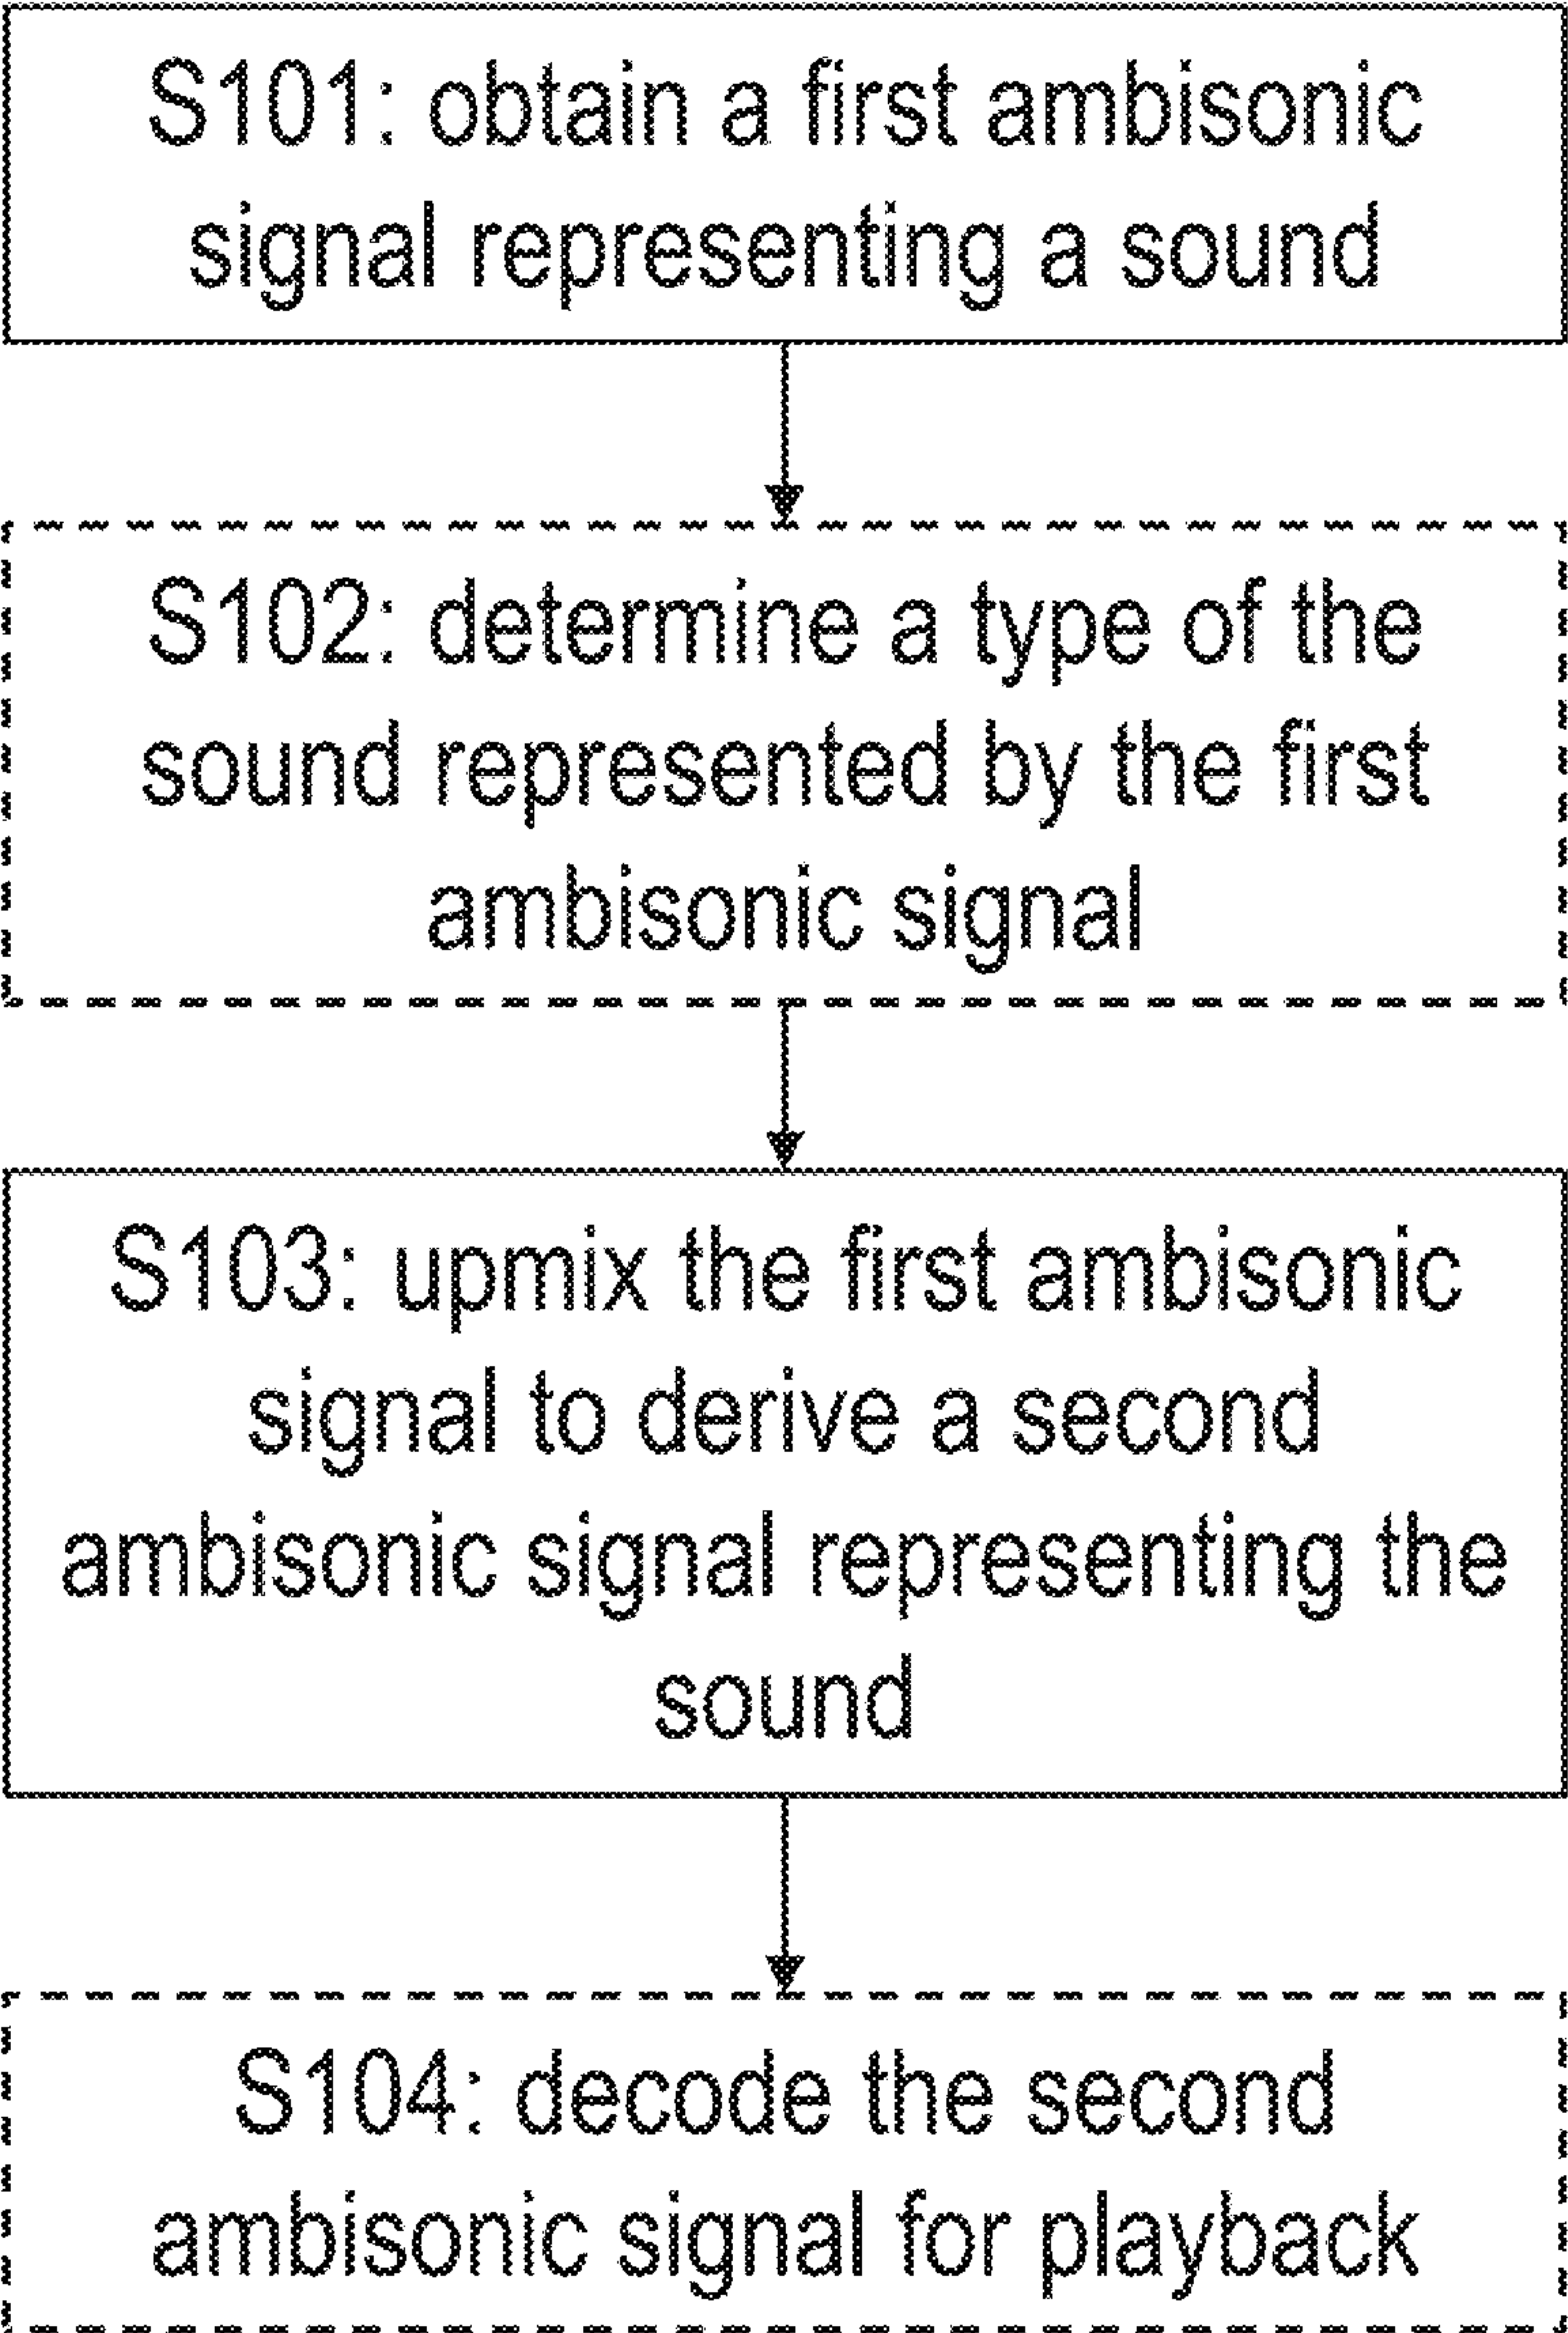 S101: obtain a first ambisonic
signal representing a sound
S102: determine a type of the
sound represented by the first
ambisonic signal
S103: upmix the first ambisonic
signal to derive a second
ambisonic signal representing the
sound
S104: decode the second
ambisonic signal for playback